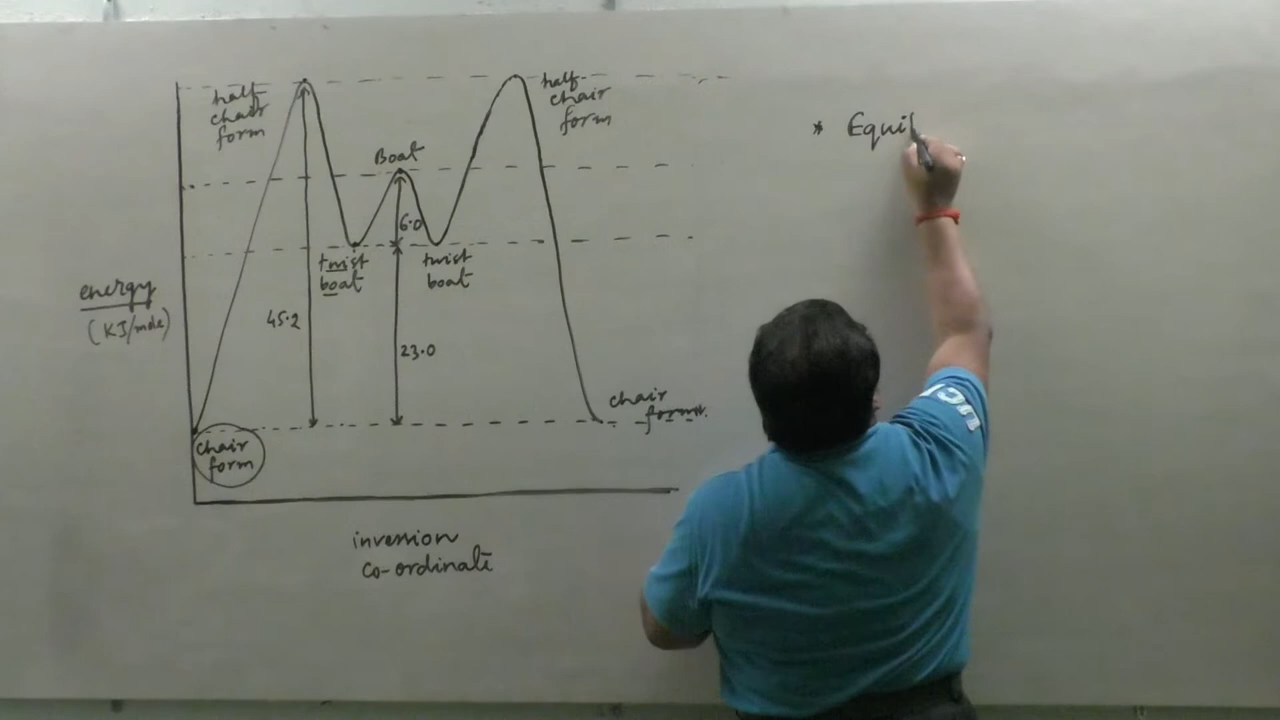 half
chair
form
half-
chair
form
* Equil
Boat
6.0
twist
boat
twist
boat
energy
(KJ/mole)
45.2
23.0
chair
form
chair
form
inversion
co-ordinate